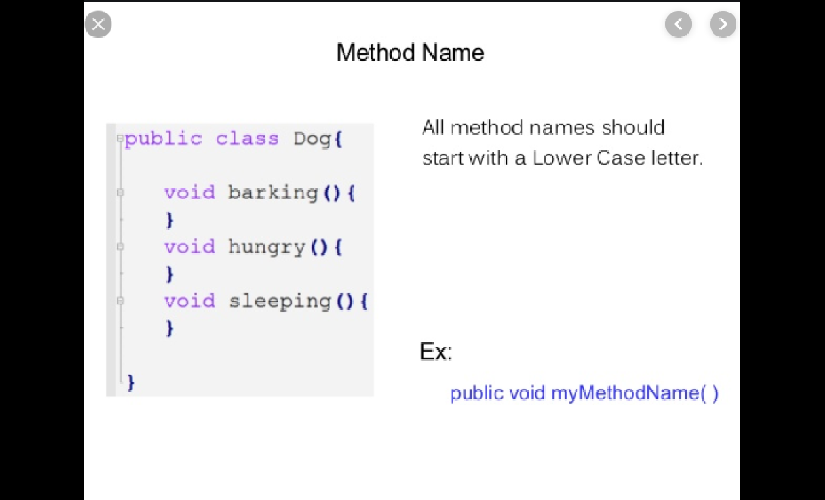 Method Name
public class Dog{
void barking(){
}
void hungry(){
}
void sleeping(){
}
}
All method names should
start with a Lower Case letter.
Ex:
public void myMethodName( )